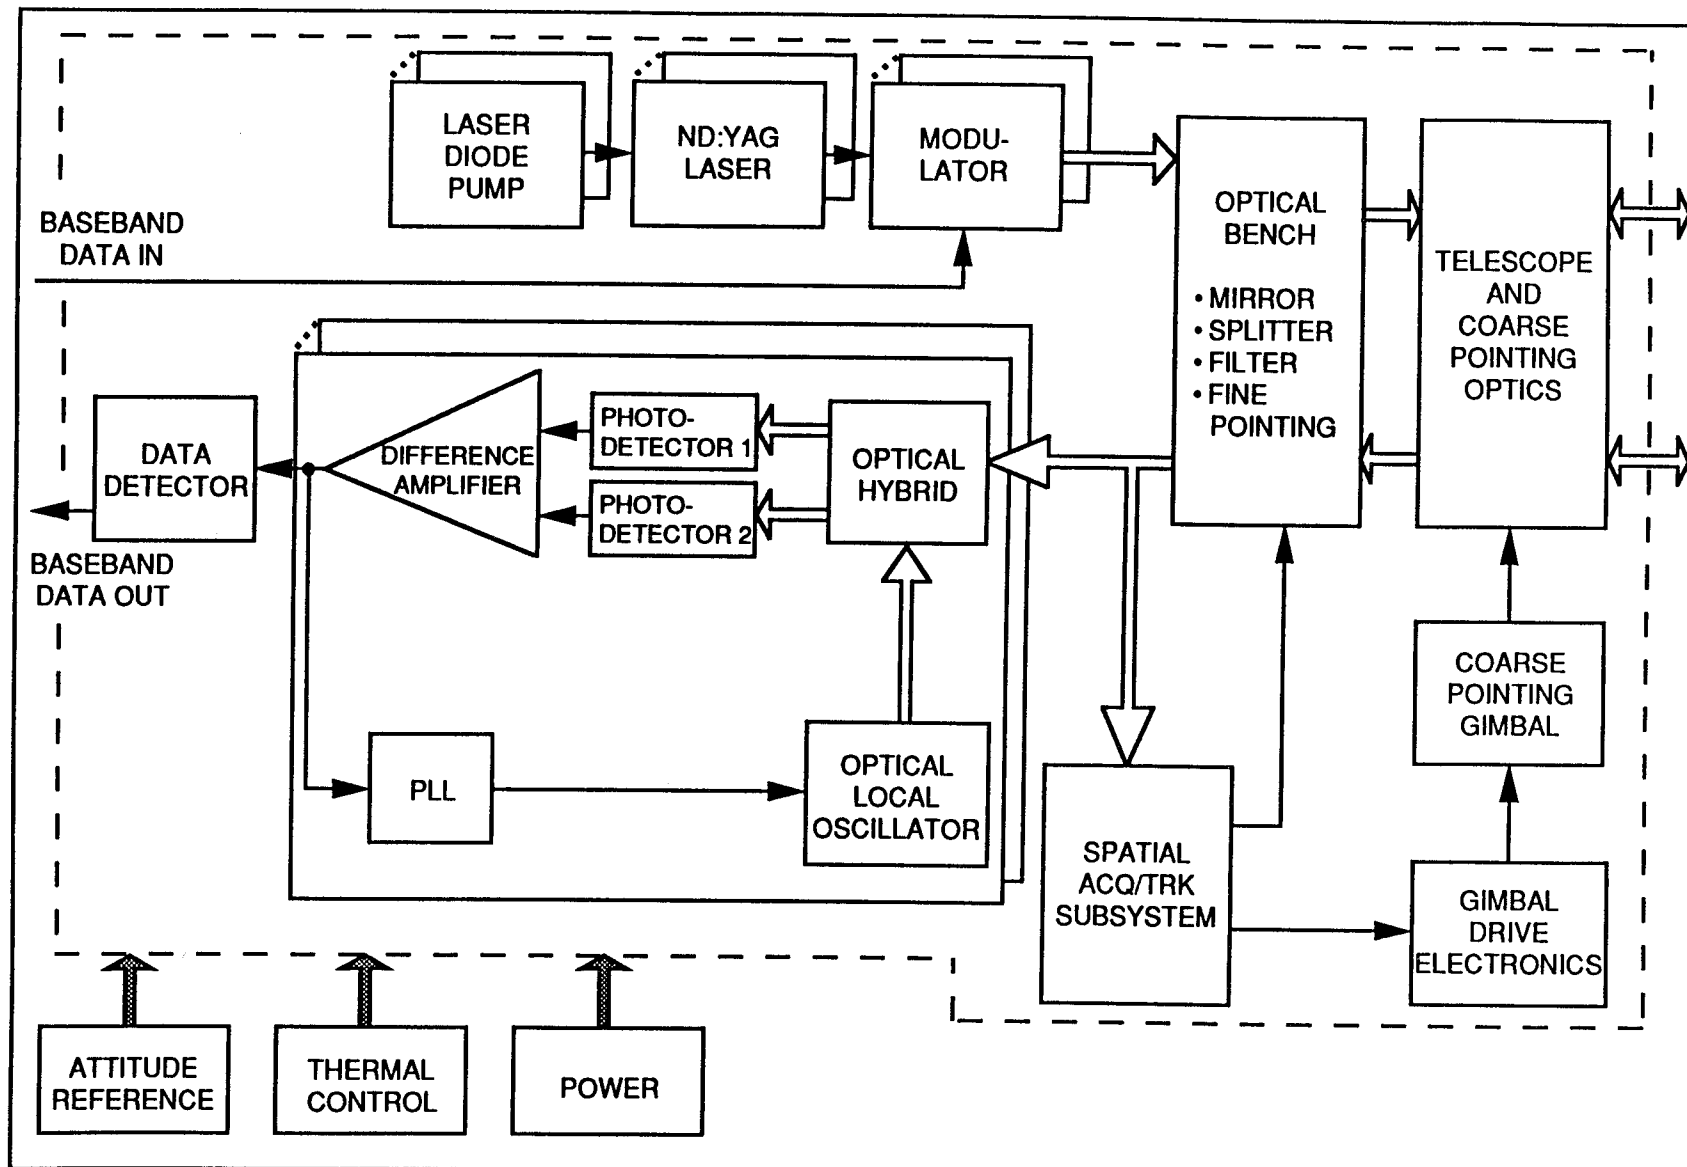 LASER
DIODE
PUMP
ND:YAG
LASER
MODU-
LATOR
BASEBAND
DATA IN
OPTICAL
BENCH
• MIRROR
• SPLITTER
• FILTER
• FINE
POINTING
TELESCOPE
AND
COARSE
POINTING
OPTICS
DATA
DETECTOR
DIFFERENCE
AMPLIFIER
PHOTO-
DETECTOR 1
PHOTO-
DETECTOR 2
OPTICAL
HYBRID
BASEBAND
DATA OUT
PLL
OPTICAL
LOCAL
OSCILLATOR
SPATIAL
ACQ/TRK
SUBSYSTEM
COARSE
POINTING
GIMBAL
GIMBAL
DRIVE
ELECTRONICS
ATTITUDE
REFERENCE
THERMAL
CONTROL
POWER